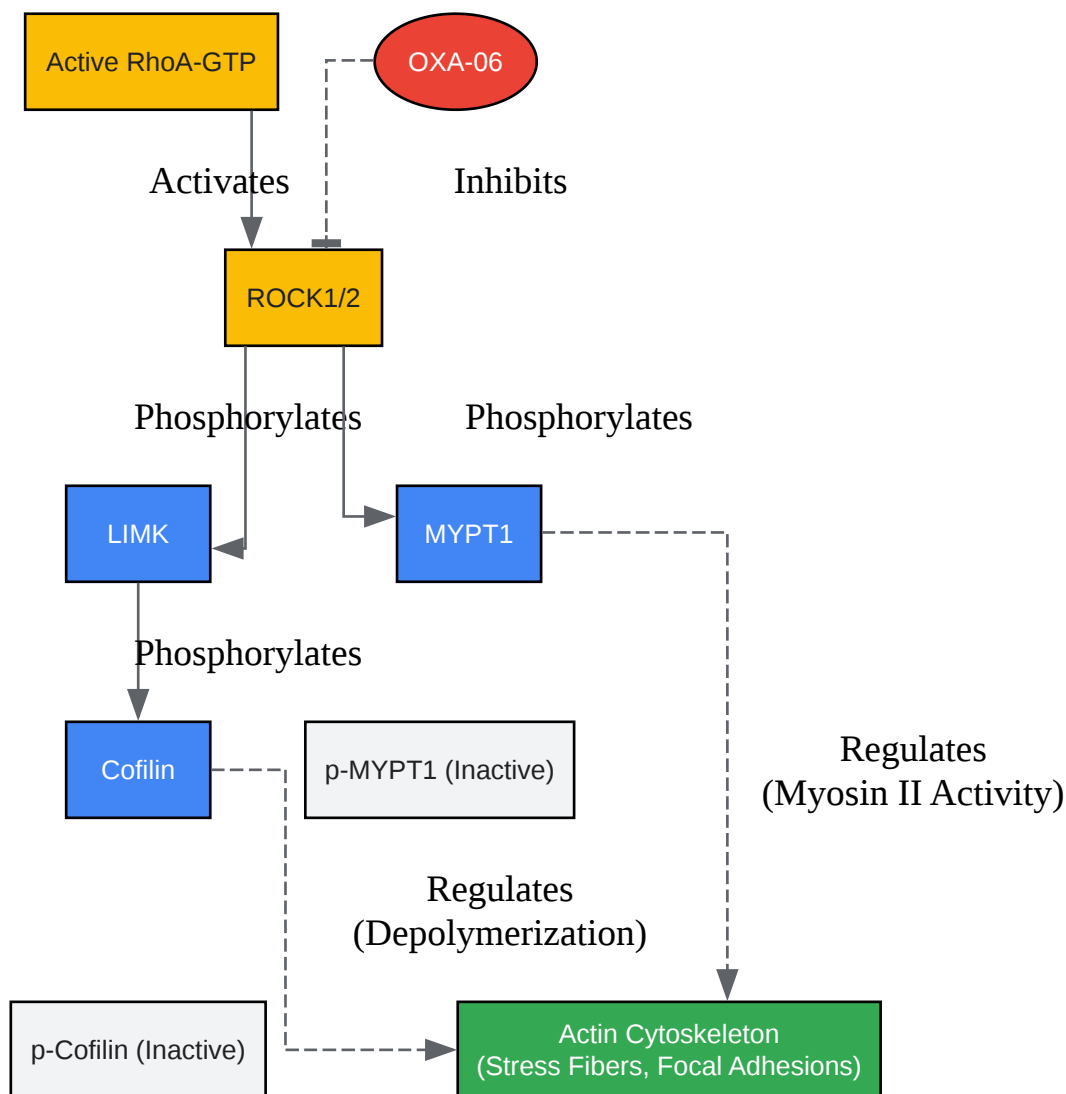 Active RhoA-GTP
OXA-06
Activates
Inhibits
ROCK1/2
Phosphorylates
Phosphorylates
LIMK
MYPT1
Phosphorylates
Cofilin
p-MYPT1 (Inactive)
Regulates
(Myosin II Activity)
Regulates
(Depolymerization)
p-Cofilin (Inactive)
Actin Cytoskeleton
(Stress Fibers, Focal Adhesions)